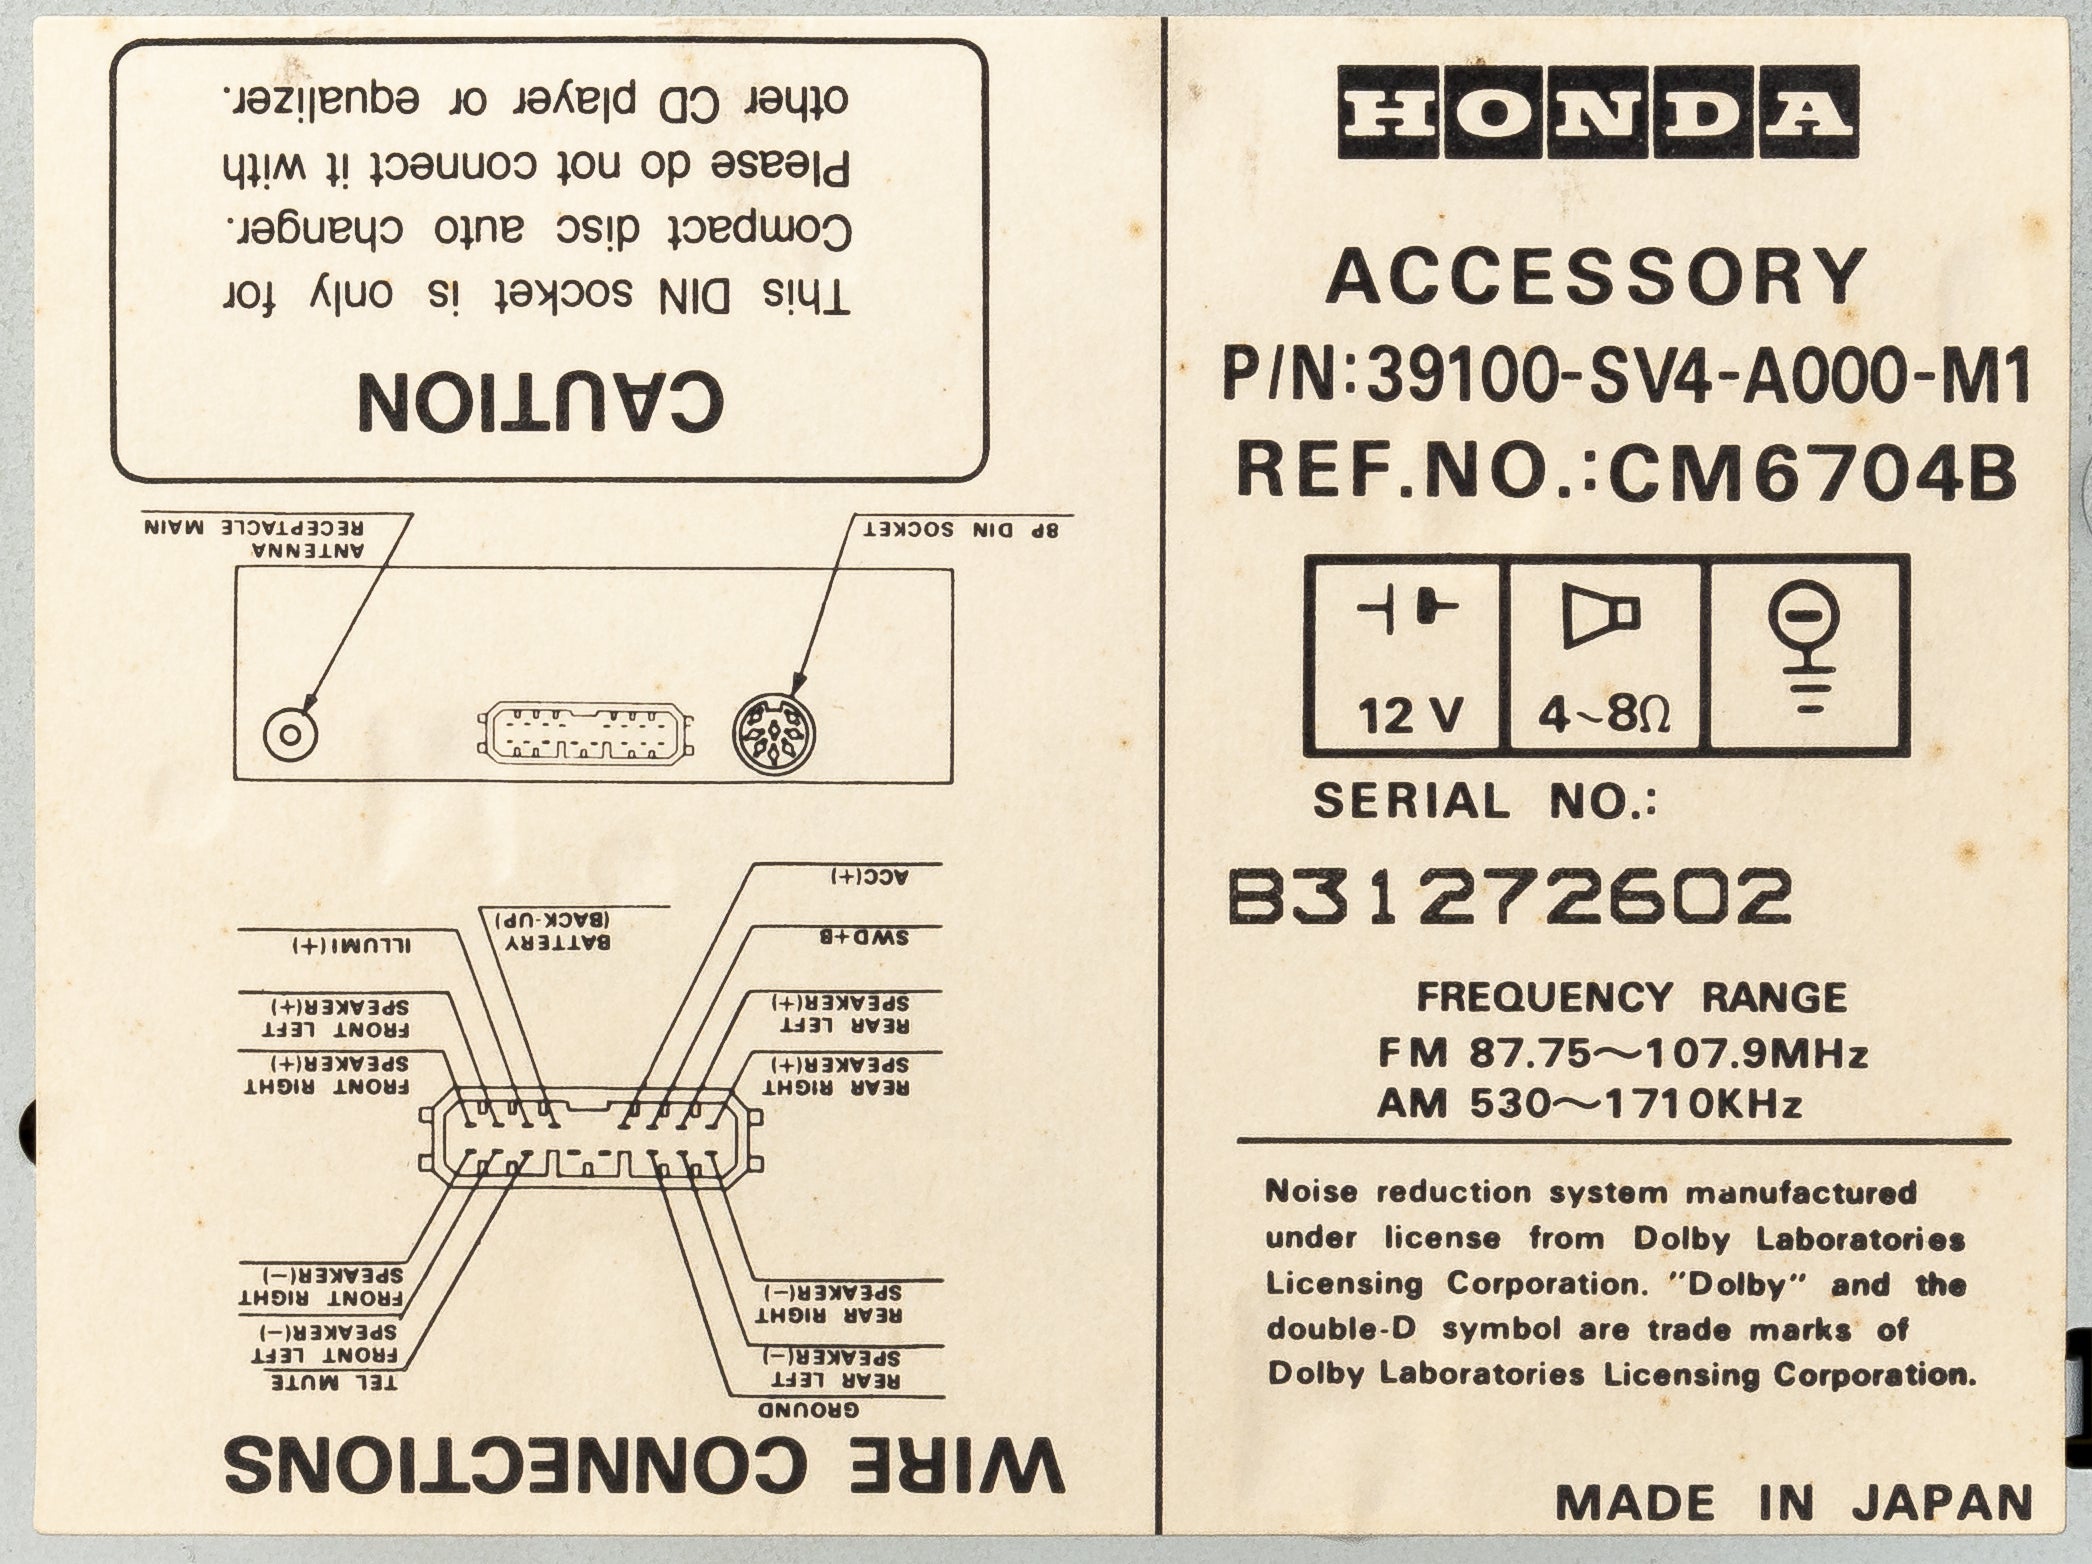 HONDA
ACCESSORY
P/N:39100-SV4-A000-M1
REF.NO.:CM6704B
12 V
4~8Ω
SERIAL NO.:
B31272602
FREQUENCY RANGE
FM 87.75~107.9MHz
AM 530~1710KHz
Noise reduction system manufactured
under license from Dolby Laboratories
Licensing Corporation. "Dolby" and the
double-D symbol are trade marks of
Dolby Laboratories Licensing Corporation.
MADE IN JAPAN
WIRE CONNECTIONS
GROUND
REAR LEFT
SPEAKER(−)
REAR RIGHT
SPEAKER(−)
TEL MUTE
FRONT LEFT
SPEAKER(−)
FRONT RIGHT
SPEAKER(−)
REAR RIGHT
SPEAKER(+)
REAR LEFT
SPEAKER(+)
SWD+B
ACC(+)
BATTERY
(BACK-UP)
FRONT RIGHT
SPEAKER(+)
FRONT LEFT
SPEAKER(+)
ILLUMI(+)
8P DIN SOCKET
ANTENNA
RECEPTACLE MAIN
CAUTION
This DIN socket is only for
Compact disc auto changer.
Please do not connect it with
other CD player or equalizer.